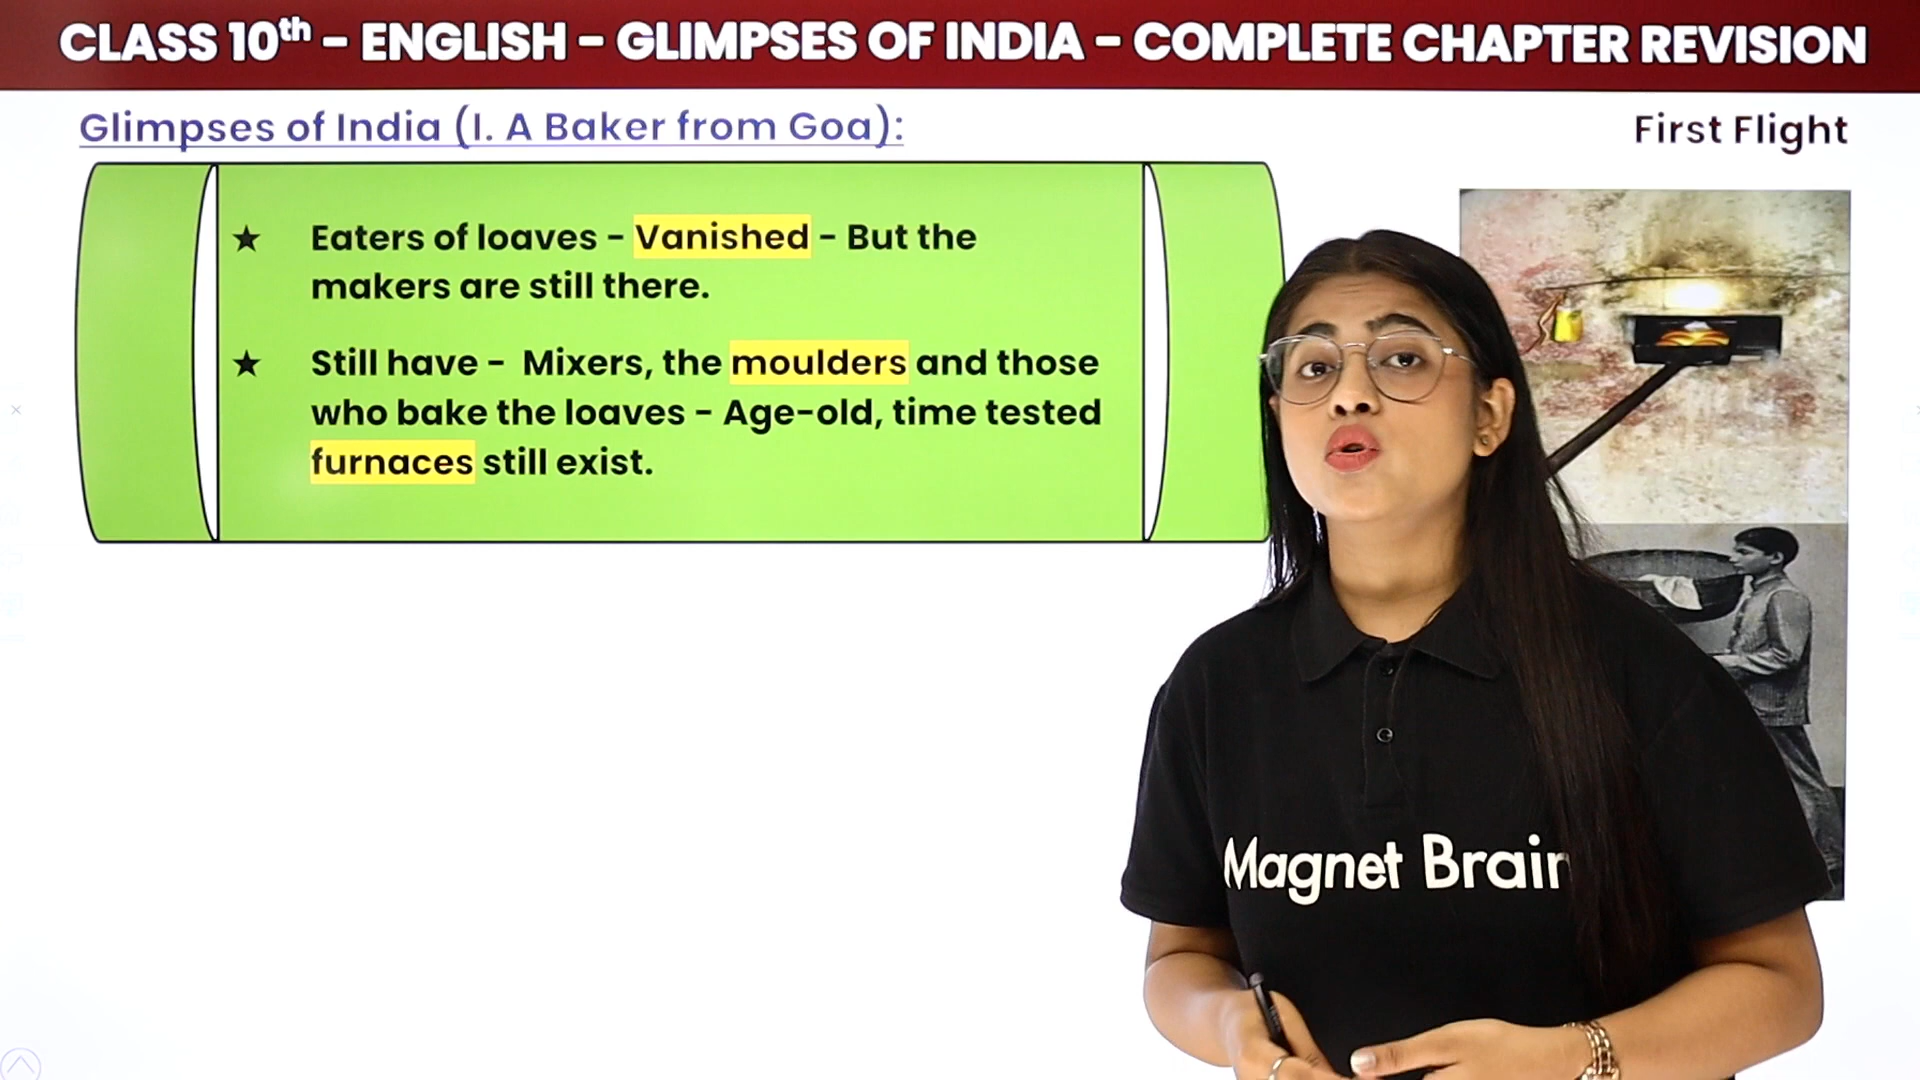 CLASS 10th - ENGLISH - GLIMPSES OF INDIA - COMPLETE CHAPTER REVISION
Glimpses of India (I. A Baker from Goa):
First Flight
★ Eaters of loaves - Vanished - But the
makers are still there.
★ Still have - Mixers, the moulders and those
who bake the loaves - Age-old, time tested
furnaces still exist.
Magnet Brain